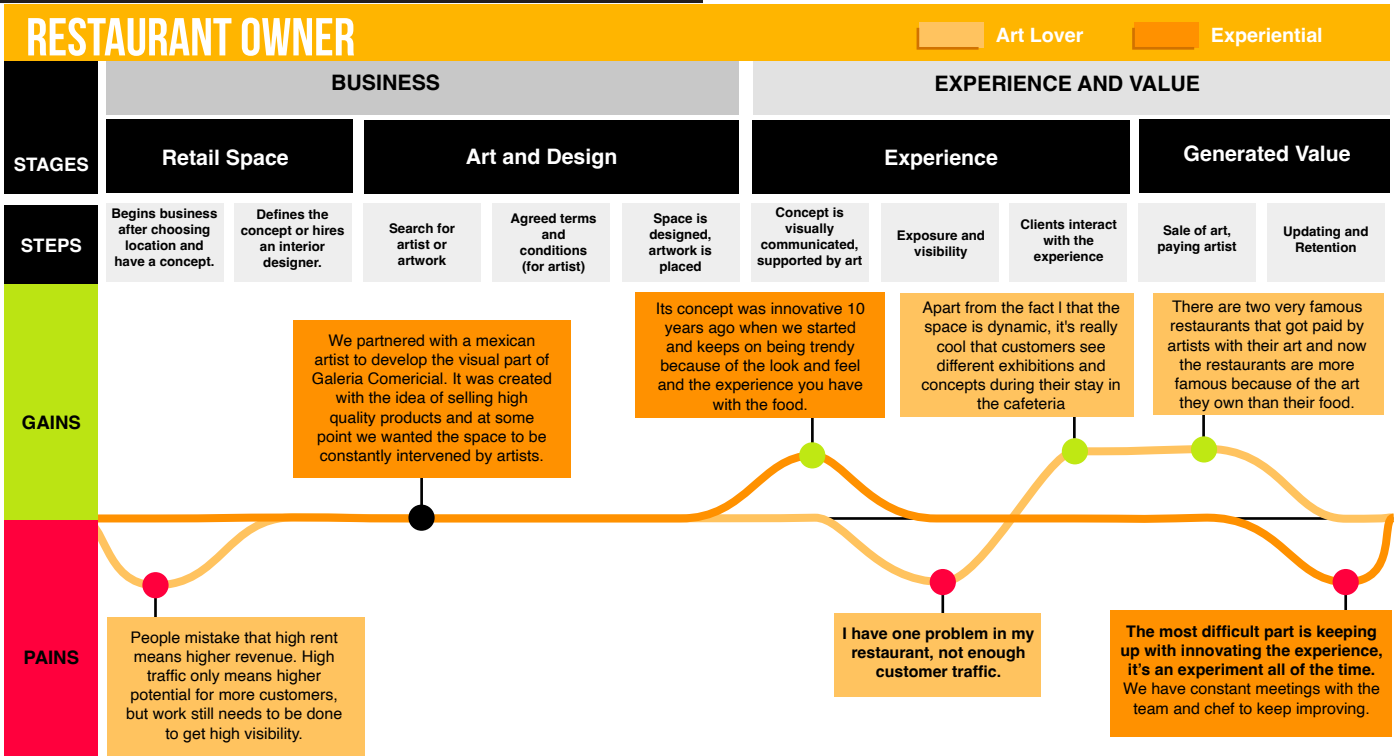 RESTAURANT OWNER
Art Lover
Experiential
BUSINESS
EXPERIENCE AND VALUE
STAGES
Retail Space
Art and Design
Experience
Generated Value
STEPS
Begins business
after choosing
location and
have a concept.
Defines the
concept or hires
an interior
designer.
Search for
artist or
artwork
Agreed terms
and
conditions
(for artist)
Space is
designed,
artwork is
placed
Concept is
visually
communicated,
supported by art
Exposure and
visibility
Clients interact
with the
experience
Sale of art,
paying artist
Updating and
Retention
GAINS
We partnered with a mexican
artist to develop the visual part of
Galeria Comericial. It was created
with the idea of selling high
quality products and at some
point we wanted the space to be
constantly intervened by artists.
Its concept was innovative 10
years ago when we started
and keeps on being trendy
because of the look and feel
and the experience you have
with the food.
Apart from the fact l that the
space is dynamic, it's really
cool that customers see
different exhibitions and
concepts during their stay in
the cafeteria
There are two very famous
restaurants that got paid by
artists with their art and now
the restaurants are more
famous because of the art
they own than their food.
PAINS
People mistake that high rent
means higher revenue. High
traffic only means higher
potential for more customers,
but work still needs to be done
to get high visibility.
I have one problem in my
restaurant, not enough
customer traffic.
The most difficult part is keeping
up with innovating the experience,
it's an experiment all of the time.
We have constant meetings with the
team and chef to keep improving.